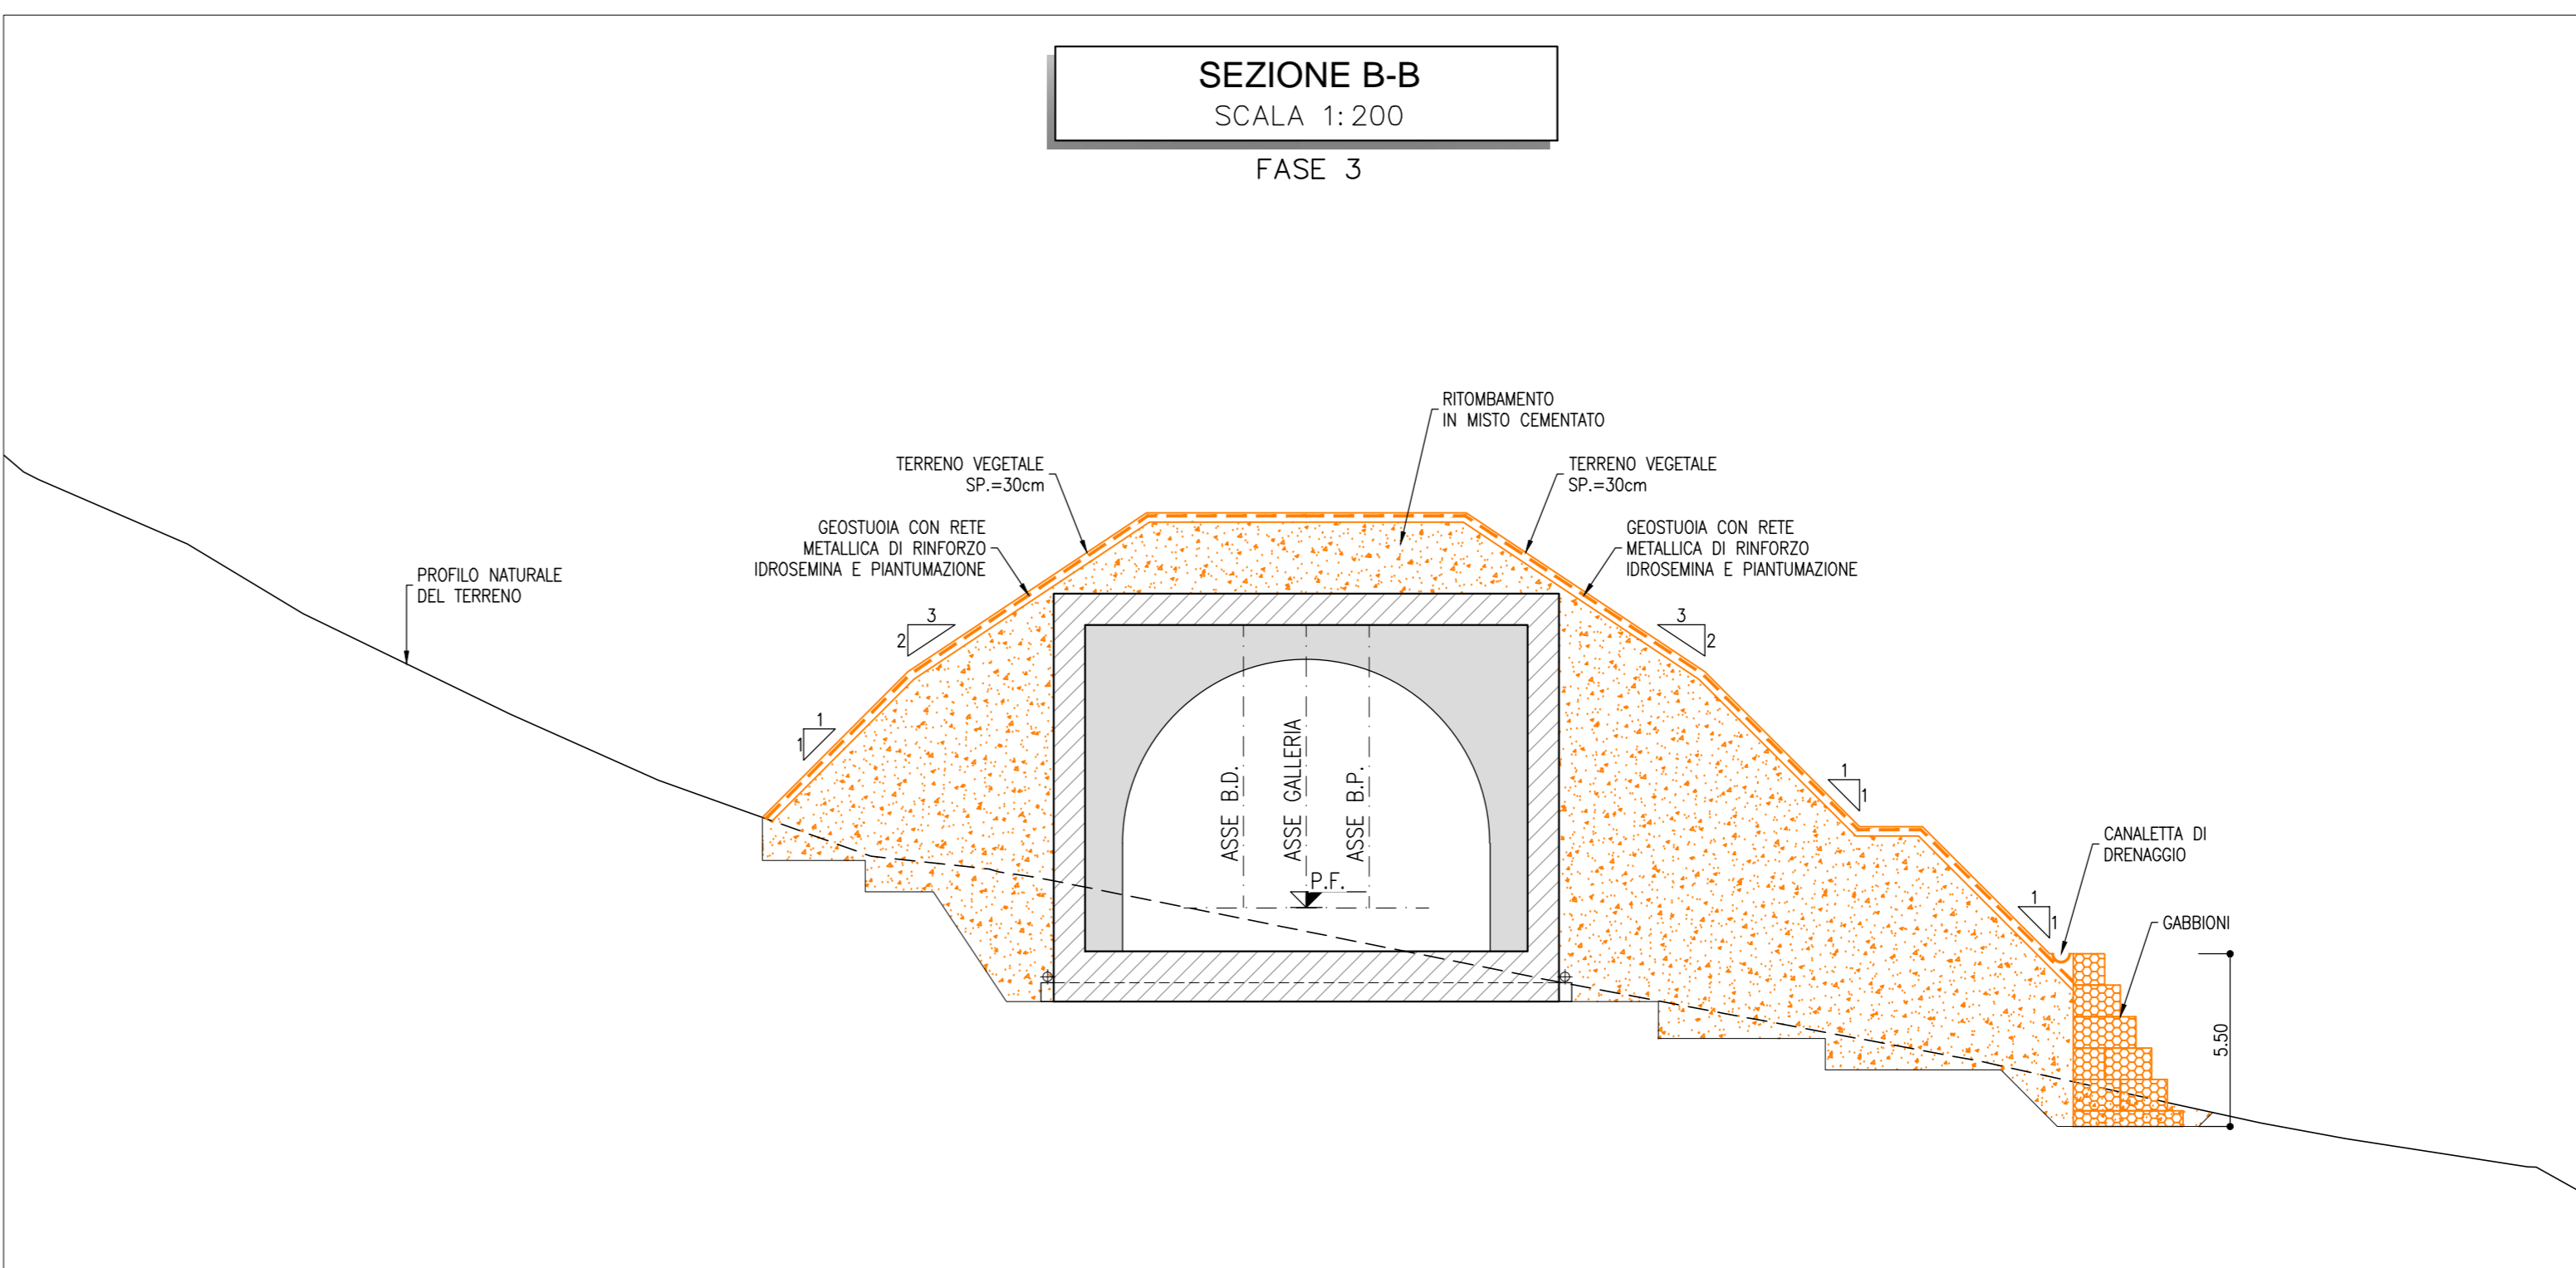 SEZIONE B-B
SCALA 1:200
FASE 3
RITOMBAMENTO
IN MISTO CEMENTATO
TERRENO VEGETALE
SP.=30cm
TERRENO VEGETALE
SP.=30cm
GEOSTUOIA CON RETE
METALLICA DI RINFORZO
IDROSEMINA E PIANTUMAZIONE
GEOSTUOIA CON RETE
METALLICA DI RINFORZO
IDROSEMINA E PIANTUMAZIONE
PROFILO NATURALE
DEL TERRENO
3
2
3
2
1
1
1
1
ASSE B.D.
ASSE GALLERIA
ASSE B.P.
P.F.
CANALETTA DI
DRENAGGIO
1
1
GABBIONI
5.50